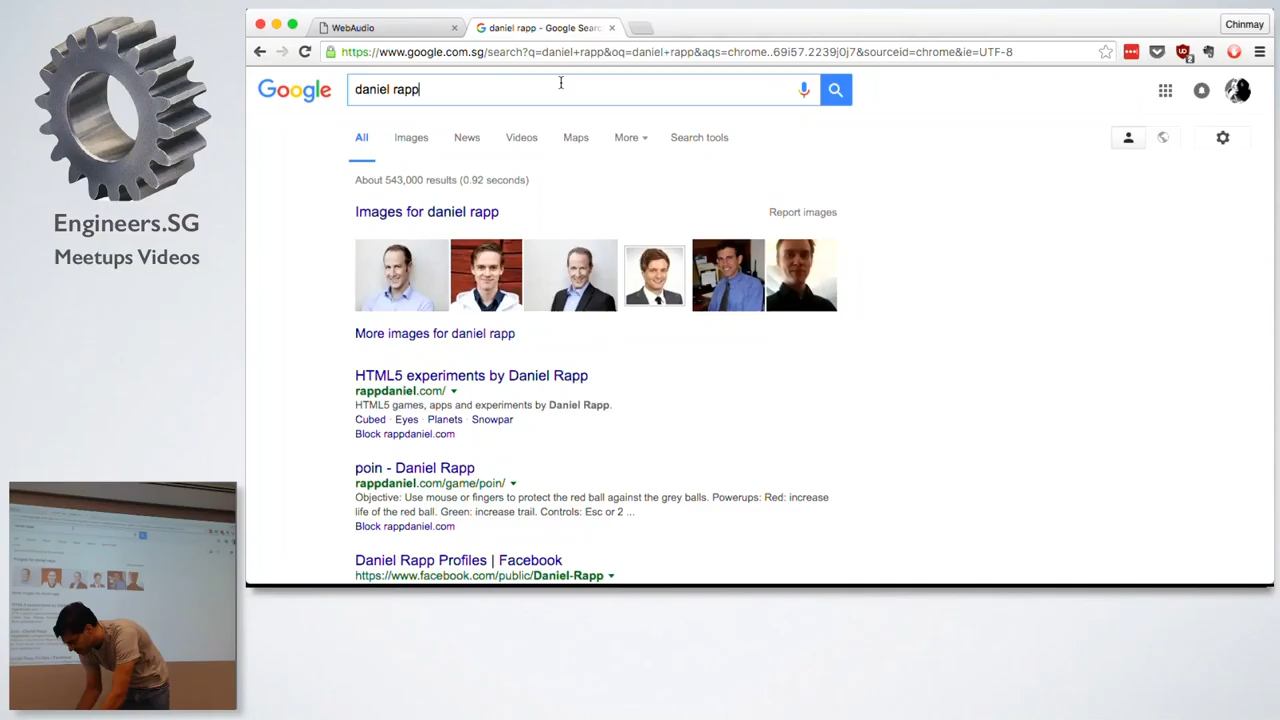 WebAudio
daniel rapp - Google Searc
Chinmay
https://www.google.com.sg/search?q=daniel+rapp&oq=daniel+rapp&aqs=chrome..69i57.2239j0j7&sourceid=chrome&ie=UTF-8
Google
daniel rapp
All Images News Videos Maps More Search tools
About 543,000 results (0.92 seconds)
Images for daniel rapp
Report images
More images for daniel rapp
HTML5 experiments by Daniel Rapp
rappdaniel.com/
HTML5 games, apps and experiments by Daniel Rapp.
Cubed · Eyes · Planets · Snowpar
Block rappdaniel.com
poin - Daniel Rapp
rappdaniel.com/game/poin/
Objective: Use mouse or fingers to protect the red ball against the grey balls. Powerups: Red: increase
life of the red ball. Green: increase trail. Controls: Esc or 2 ...
Block rappdaniel.com
Daniel Rapp Profiles | Facebook
https://www.facebook.com/public/Daniel-Rapp
Engineers.SG
Meetups Videos